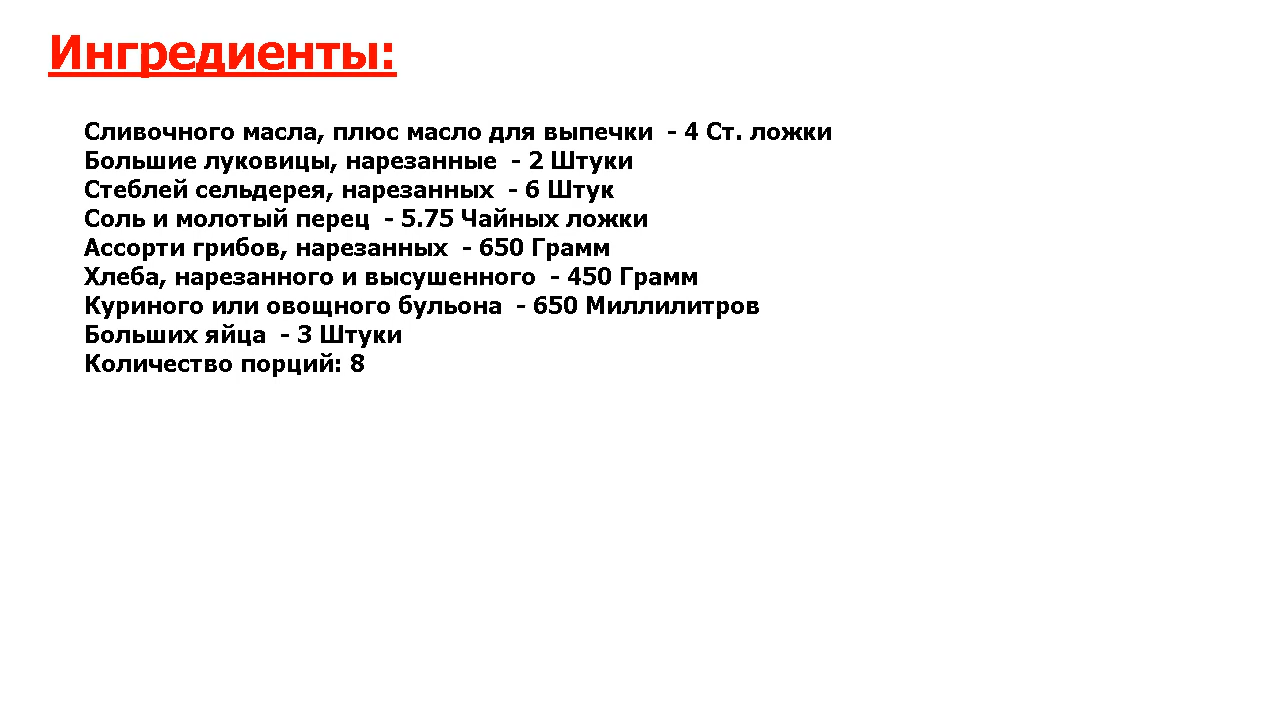 Ингредиенты:
Сливочного масла, плюс масло для выпечки - 4 Ст. ложки
Большие луковицы, нарезанные - 2 Штуки
Стеблей сельдерея, нарезанных - 6 Штук
Соль и молотый перец - 5.75 Чайных ложки
Ассорти грибов, нарезанных - 650 Грамм
Хлеба, нарезанного и высушенного - 450 Грамм
Куриного или овощного бульона - 650 Миллилитров
Больших яйца - 3 Штуки
Количество порций: 8